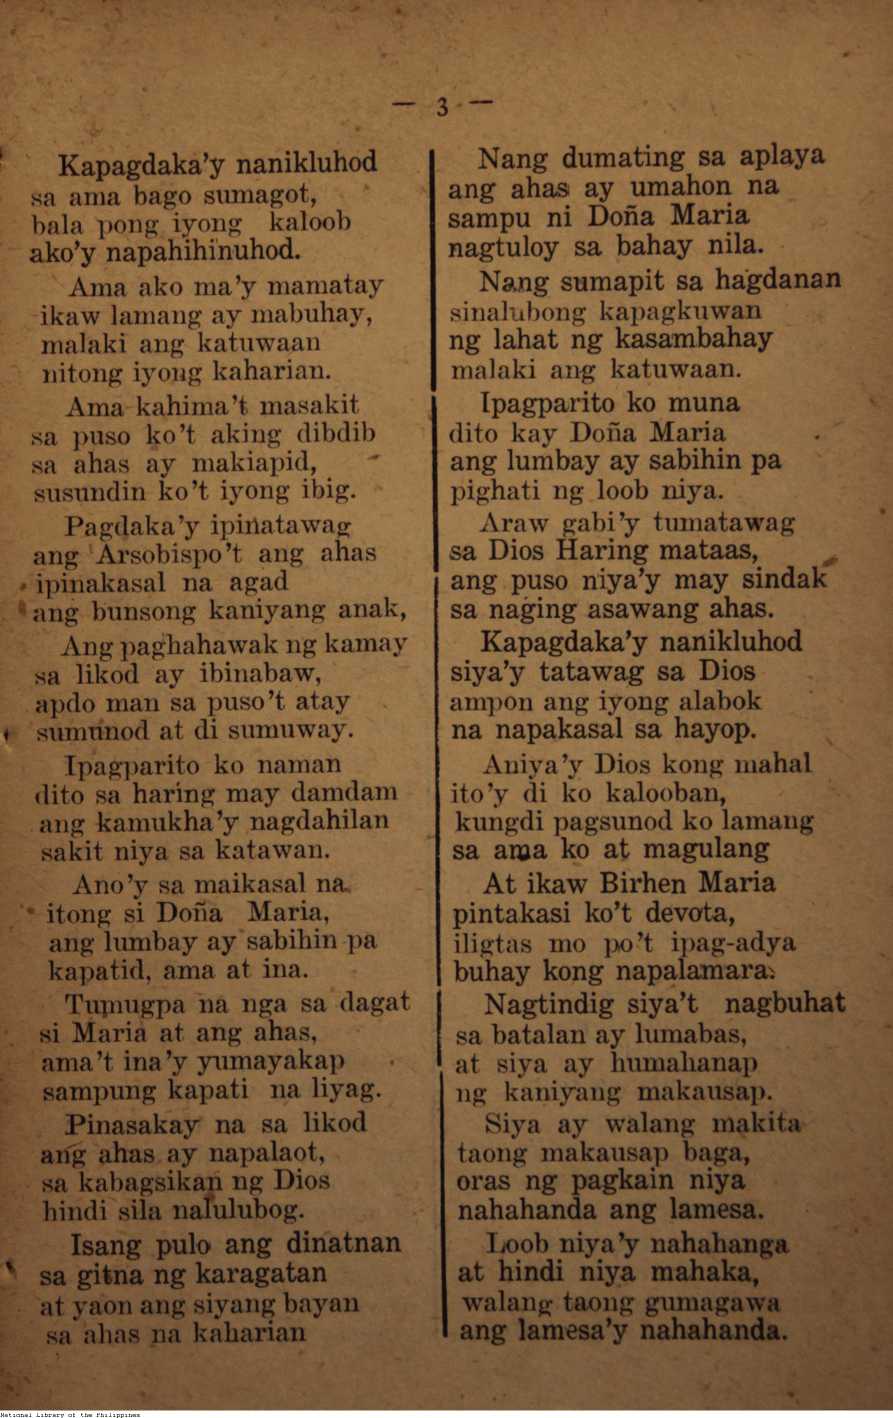 — 3 —
Kapagdaka'y nanikluhod
sa ama bago sumagot,
bala pong iyong kaloob
ako'y napahihinuhod.
Ama ako ma'y mamatay
ikaw lamang ay mabuhay,
malaki ang katuwaan
nitong iyong kaharian.
Ama kahima't masakit
sa puso ko't aking dibdib
sa ahas ay makiapid,
susundin ko't iyong ibig.
Pagdaka'y ipinatawag
ang Arsobispo't ang ahas
ipinakasal na agad
ang bunsong kaniyang anak,
Ang paghahawak ng kamay
sa likod ay ibinabaw,
apdo man sa puso't atay
sumunod at di sumuway.
Ipagparito ko naman
dito sa haring may damdam
ang kamukha'y nagdahilan
sakit niya sa katawan.
Ano'y sa maikasal na
itong si Doña Maria,
ang lumbay ay sabihin pa
kapatid, ama at ina.
Tumugpa na nga sa dagat
si Maria at ang ahas,
ama't ina'y yumayakap
sampung kapati na liyag.
Pinasakay na sa likod
ang ahas ay napalaot,
sa kabagsikan ng Dios
hindi sila nalulubog.
Isang pulo ang dinatnan
sa gitna ng karagatan
at yaon ang siyang bayan
sa ahas na kaharian
Nang dumating sa aplaya
ang ahas ay umahon na
sampu ni Doña Maria
nagtuloy sa bahay nila.
Nang sumapit sa hagdanan
sinalubong kapagkuwan
ng lahat ng kasambahay
malaki ang katuwaan.
Ipagparito ko muna
dito kay Doña Maria
ang lumbay ay sabihin pa
pighati ng loob niya.
Araw gabi'y tumatawag
sa Dios Haring mataas,
ang puso niya'y may sindak
sa naging asawang ahas.
Kapagdaka'y nanikluhod
siya'y tatawag sa Dios
ampon ang iyong alabok
na napakasal sa hayop.
Aniya'y Dios kong mahal
ito'y di ko kalooban,
kungdi pagsunod ko lamang
sa ama ko at magulang
At ikaw Birhen Maria
pintakasi ko't devota,
iligtas mo po't ipag-adya
buhay kong napalamara.
Nagtindig siya't nagbuhat
sa batalan ay lumabas,
at siya ay humahanap
ng kaniyang makausap.
Siya ay walang makita
taong makausap baga,
oras ng pagkain niya
nahahanda ang lamesa.
Loob niya'y nahahanga
at hindi niya mahaka,
walang taong gumagawa
ang lamesa'y nahahanda.
National Library of the Philippines